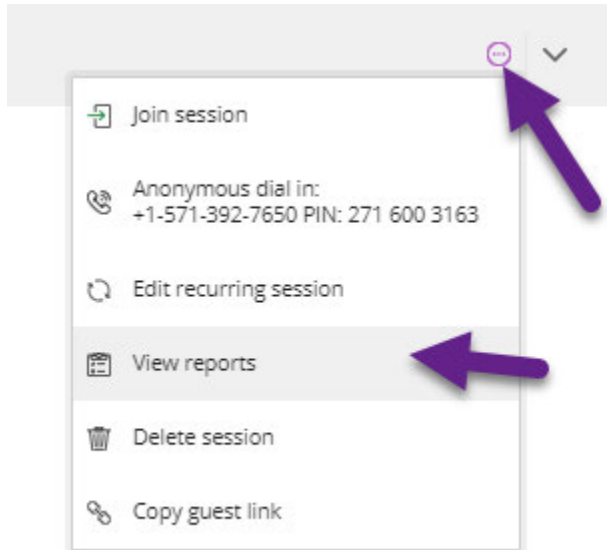 Join session
Anonymous dial in:
+1-571-392-7650 PIN: 271 600 3163
Edit recurring session
View reports
Delete session
Copy guest link